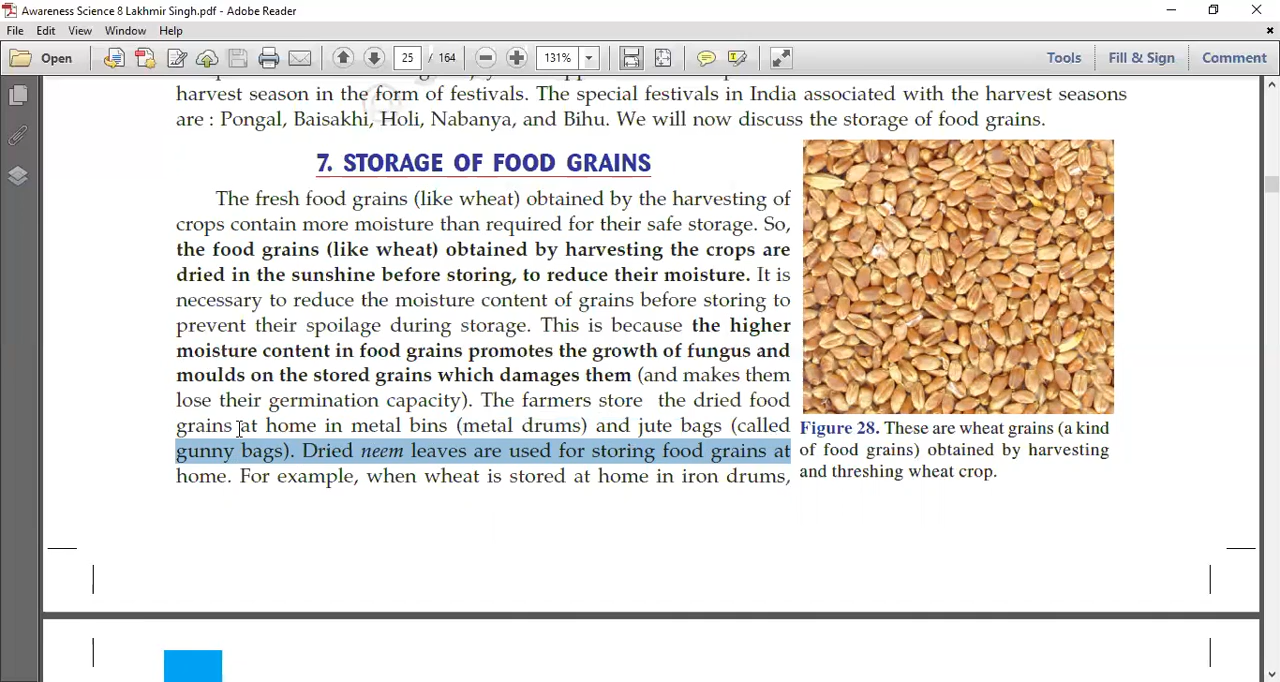 Awareness Science 8 Lakhmir Singh.pdf - Adobe Reader
File Edit View Window Help
Open 25 / 164 131% Tools Fill & Sign Comment
harvest season in the form of festivals. The special festivals in India associated with the harvest seasons
are : Pongal, Baisakhi, Holi, Nabanya, and Bihu. We will now discuss the storage of food grains.
7. STORAGE OF FOOD GRAINS
The fresh food grains (like wheat) obtained by the harvesting of
crops contain more moisture than required for their safe storage. So,
the food grains (like wheat) obtained by harvesting the crops are
dried in the sunshine before storing, to reduce their moisture. It is
necessary to reduce the moisture content of grains before storing to
prevent their spoilage during storage. This is because the higher
moisture content in food grains promotes the growth of fungus and
moulds on the stored grains which damages them (and makes them
lose their germination capacity). The farmers store the dried food
grains at home in metal bins (metal drums) and jute bags (called
gunny bags). Dried neem leaves are used for storing food grains at
home. For example, when wheat is stored at home in iron drums,
Figure 28. These are wheat grains (a kind
of food grains) obtained by harvesting
and threshing wheat crop.